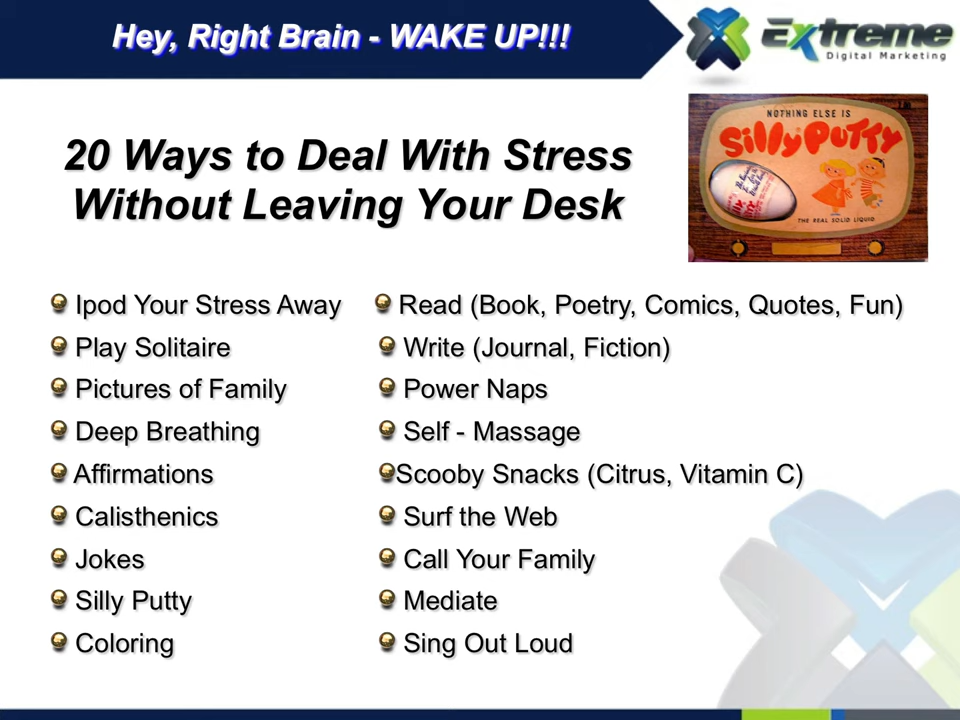 Hey, Right Brain - WAKE UP!!!
Extreme
Digital Marketing
NOTHING ELSE IS
Silly PuTTY
THE REAL SOLID LIQUID
20 Ways to Deal With Stress
Without Leaving Your Desk
Ipod Your Stress Away
Play Solitaire
Pictures of Family
Deep Breathing
Affirmations
Calisthenics
Jokes
Silly Putty
Coloring
Read (Book, Poetry, Comics, Quotes, Fun)
Write (Journal, Fiction)
Power Naps
Self - Massage
Scooby Snacks (Citrus, Vitamin C)
Surf the Web
Call Your Family
Mediate
Sing Out Loud